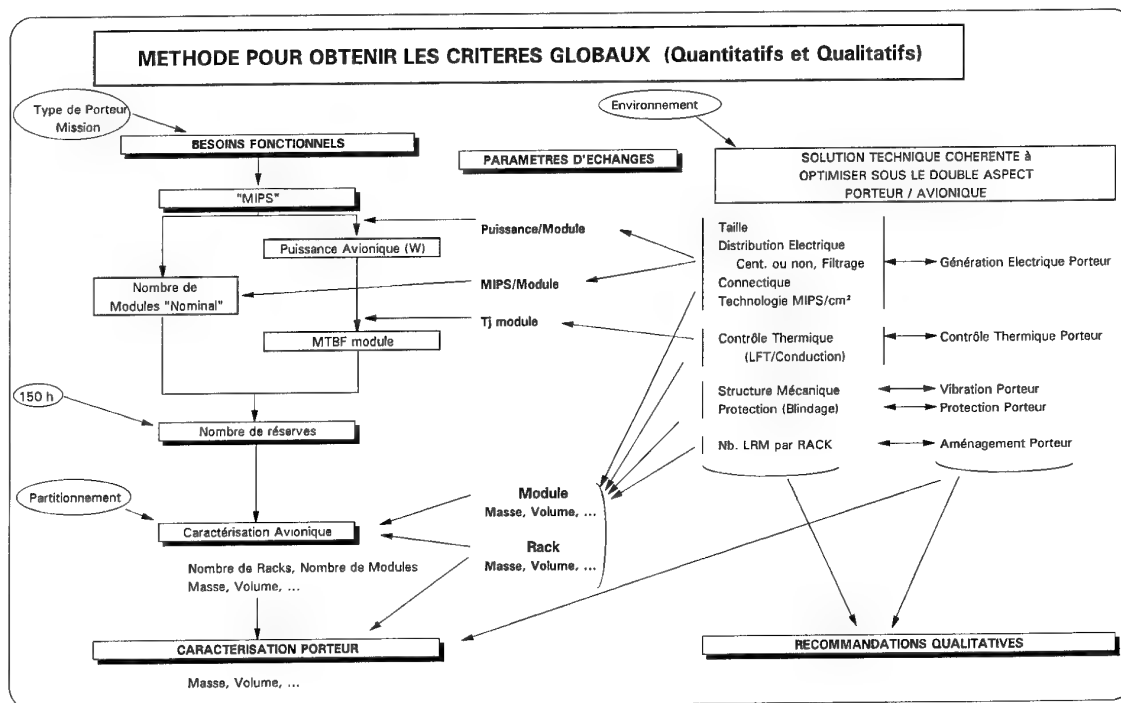 METHODE POUR OBTENIR LES CRITERES GLOBAUX (Quantitatifs et Qualitatifs)
Type de Porteur
Mission
BESOINS FONCTIONNELS
"MIPS"
Puissance Avionique (W)
Nombre de
Modules "Nominal"
MTBF module
150 h
Nombre de réserves
Partitionnement
Caractérisation Avionique
Nombre de Racks, Nombre de Modules
Masse, Volume, ...
CARACTERISATION PORTEUR
Masse, Volume, ...
PARAMETRES D'ECHANGES
Puissance/Module
MIPS/Module
Tj module
Module
Masse, Volume, ...
Rack
Masse, Volume, ...
Environnement
SOLUTION TECHNIQUE COHERENTE à
OPTIMISER SOUS LE DOUBLE ASPECT
PORTEUR / AVIONIQUE
Taille
Distribution Electrique
Cent. ou non, Filtrage
Connectique
Technologie MIPS/cm²
Génération Electrique Porteur
Contrôle Thermique
(LFT/Conduction)
Contrôle Thermique Porteur
Structure Mécanique
Vibration Porteur
Protection (Blindage)
Protection Porteur
Nb. LRM par RACK
Aménagement Porteur
RECOMMANDATIONS QUALITATIVES